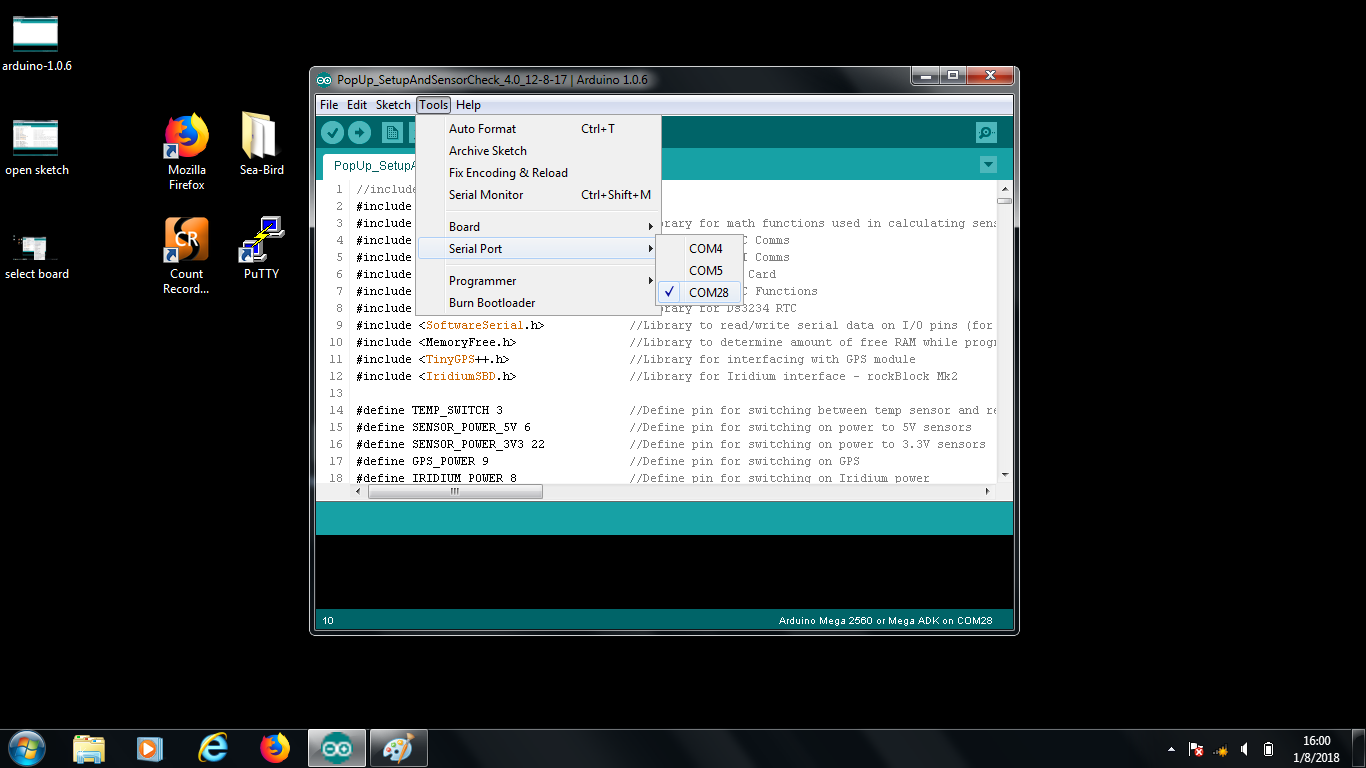 arduino-1.0.6
open sketch
select board
Mozilla
Firefox
Sea-Bird
CR
Count
Record...
PuTTY
PopUp_SetupAndSensorCheck_4.0_12-8-17 | Arduino 1.0.6
File Edit Sketch Tools Help
Auto Format Ctrl+T
Archive Sketch
Fix Encoding & Reload
Serial Monitor Ctrl+Shift+M
Board
Serial Port
Programmer
Burn Bootloader
COM4
COM5
COM28
PopUp_SetupA
1 //include
2 #include
3 #include ibrary for math functions used in calculating sens
4 #include C Comms
5 #include I Comms
6 #include Card
7 #include C Functions
8 #include ibrary for DS3234 RTC
9 #include <SoftwareSerial.h> //Library to read/write serial data on I/O pins (for
10 #include <MemoryFree.h> //Library to determine amount of free RAM while prog
11 #include <TinyGPS++.h> //Library for interfacing with GPS module
12 #include <IridiumSBD.h> //Library for Iridium interface - rockBlock Mk2
13
14 #define TEMP_SWITCH 3 //Define pin for switching between temp sensor and re
15 #define SENSOR_POWER_5V 6 //Define pin for switching on power to 5V sensors
16 #define SENSOR_POWER_3V3 22 //Define pin for switching on power to 3.3V sensors
17 #define GPS_POWER 9 //Define pin for switching on GPS
18 #define IRIDIUM POWER 8 //Define pin for switching on Iridium power
10 Arduino Mega 2560 or Mega ADK on COM28
16:00
1/8/2018